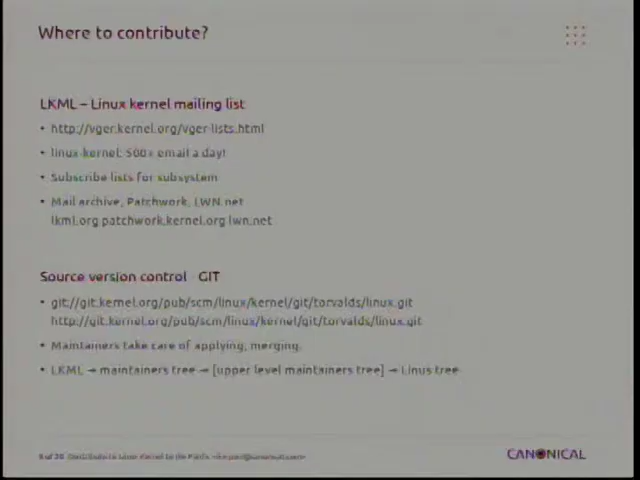 Where to contribute?
LKML – Linux kernel mailing list
• http://vger.kernel.org/vger-lists.html
• linux-kernel: 500+ email a day!
• Subscribe lists for subsystem
• Mail archive, Patchwork, LWN.net
lkml.org patchwork.kernel.org lwn.net
Source version control - GIT
• git://git.kernel.org/pub/scm/linux/kernel/git/torvalds/linux.git
http://git.kernel.org/pub/scm/linux/kernel/git/torvalds/linux.git
• Maintainers take care of applying, merging.
• LKML → maintainers tree → [upper level maintainers tree] → Linus tree
Contribute to Linux Kernel
CANONICAL